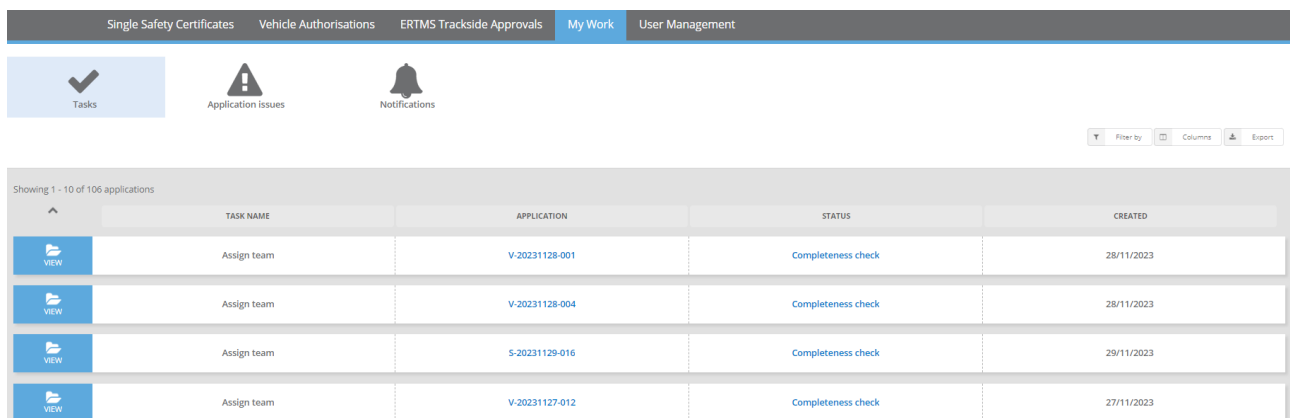 Single Safety Certificates Vehicle Authorisations ERTMS Trackside Approvals My Work User Management
Tasks Application issues Notifications
Filter by Columns Export
Showing 1 - 10 of 106 applications
TASK NAME APPLICATION STATUS CREATED
VIEW Assign team V-20231128-001 Completeness check 28/11/2023
VIEW Assign team V-20231128-004 Completeness check 28/11/2023
VIEW Assign team S-20231129-016 Completeness check 29/11/2023
VIEW Assign team V-20231127-012 Completeness check 27/11/2023